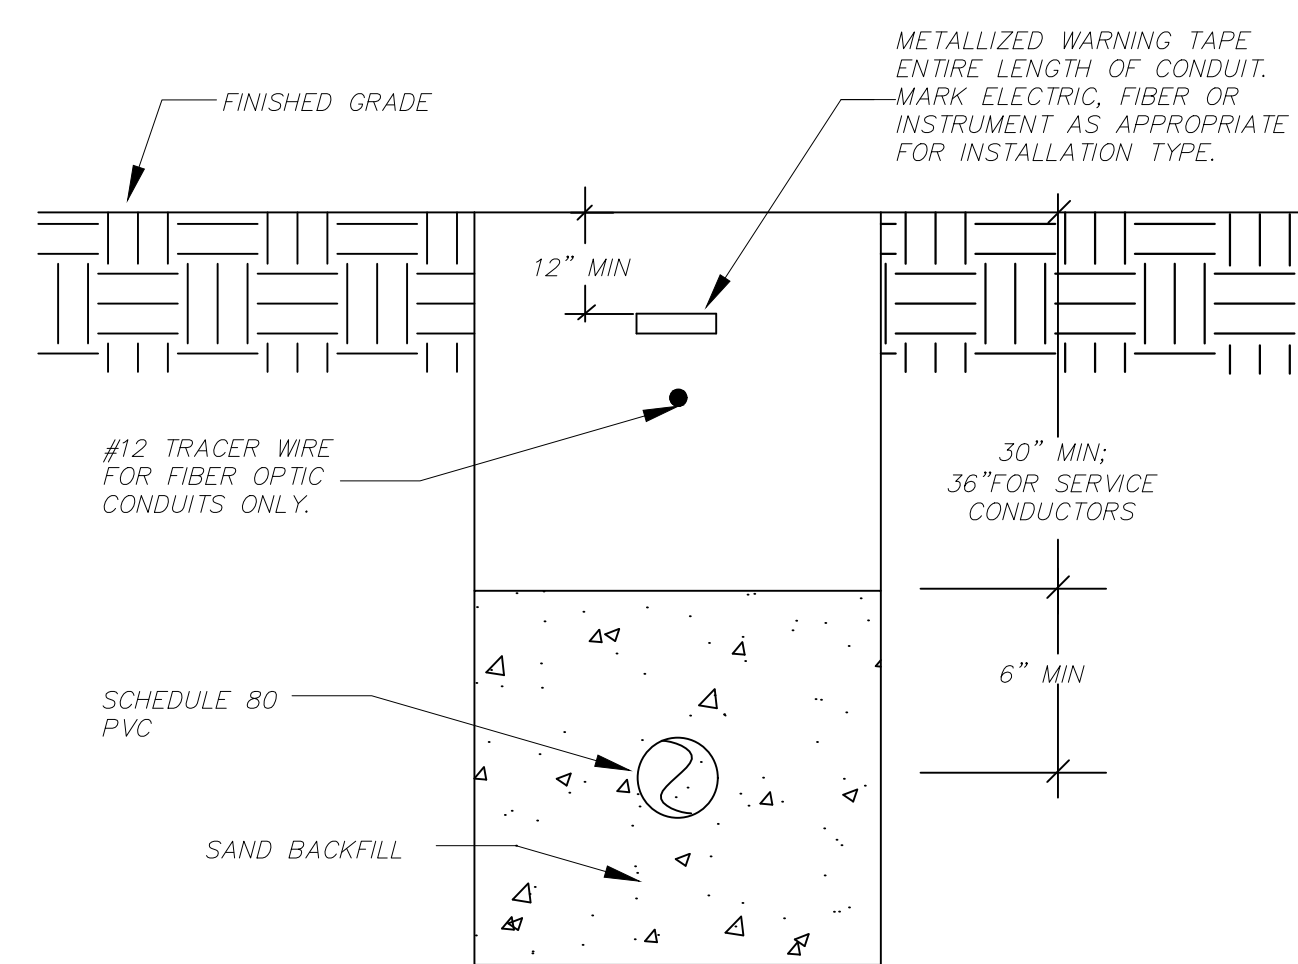 METALLIZED WARNING TAPE
ENTIRE LENGTH OF CONDUIT.
MARK ELECTRIC, FIBER OR
INSTRUMENT AS APPROPRIATE
FOR INSTALLATION TYPE.
FINISHED GRADE
12" MIN
#12 TRACER WIRE
FOR FIBER OPTIC
CONDUITS ONLY.
30" MIN;
36"FOR SERVICE
CONDUCTORS
6" MIN
SCHEDULE 80
PVC
SAND BACKFILL